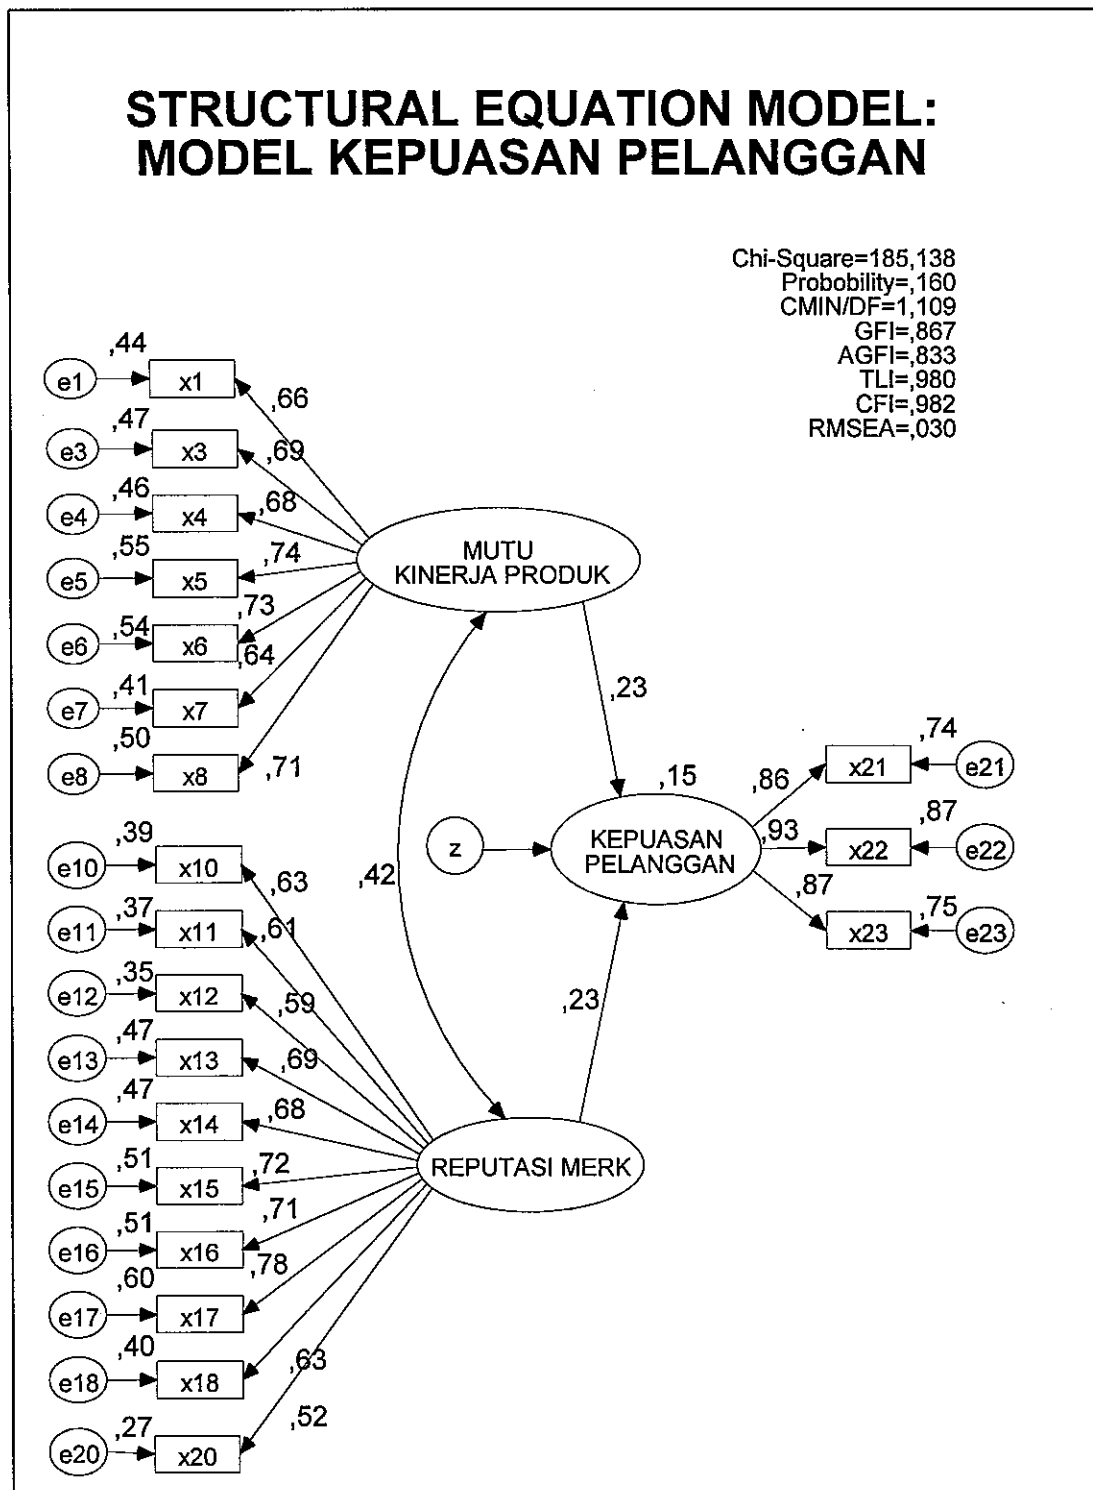 STRUCTURAL EQUATION MODEL:
MODEL KEPUASAN PELANGGAN
Chi-Square=185,138
Probobility=,160
CMIN/DF=1,109
GFI=,867
AGFI=,833
TLI=,980
CFI=,982
RMSEA=,030
,44
e1 x1 ,66
,47
e3 x3 ,69
,46
e4 x4 ,68
,55
e5 x5 ,74
,54
e6 x6 ,73
,41
e7 x7 ,64
,50
e8 x8 ,71
MUTU
KINERJA PRODUK
,23
,42
,39
e10 x10 ,63
,37
e11 x11 ,61
,35
e12 x12 ,59
,47
e13 x13 ,69
,47
e14 x14 ,68
,51
e15 x15 ,72
,51
e16 x16 ,71
,60
e17 x17 ,78
,40
e18 x18 ,63
,27
e20 x20 ,52
REPUTASI MERK
,23
z
,15
KEPUASAN
PELANGGAN
,74
,86 x21 e21
,87
,93 x22 e22
,75
,87 x23 e23